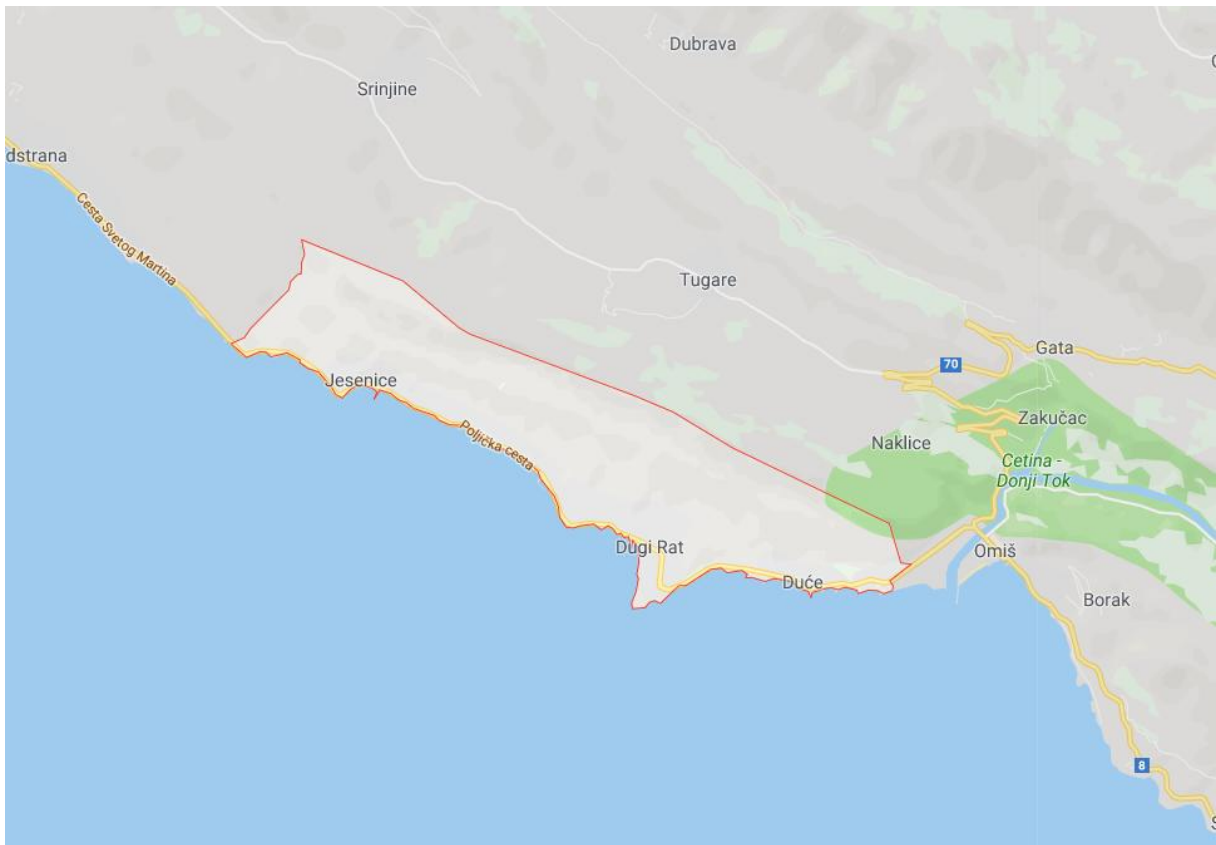 Dubrava
Srinjine
dstrana
Cesta Svetog Martina
Tugare
Gata
70
Jesenice
Zakučac
Poljička cesta
Naklice
Cetina -
Donji Tok
Dugi Rat
Omiš
Duće
Borak
8